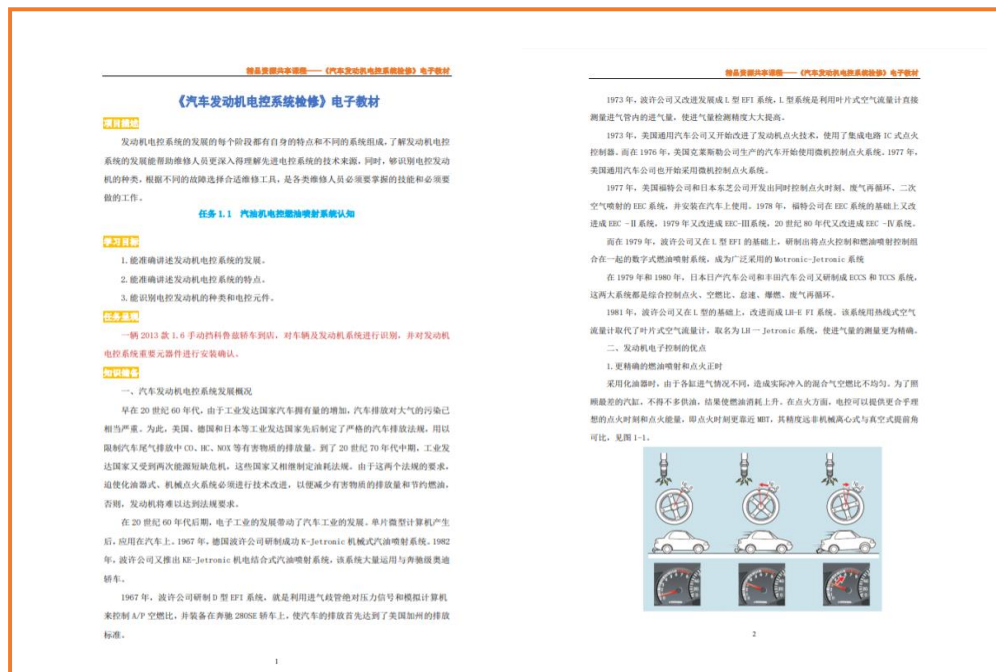 精品资源共享课程——《汽车发动机电控系统检修》电子教材
《汽车发动机电控系统检修》电子教材
项目描述
发动机电控系统的发展的每个阶段都有自身的特点和不同的系统组成,了解发动机电控
系统的发展能帮助维修人员更深入得理解先进电控系统的技术来源,同时,够识别电控发动
机的种类,根据不同的故障选择合适维修工具,是各类维修人员必须要掌握的技能和必须要
做的工作。
任务 1.1 汽油机电控燃油喷射系统认知
学习目标
1.能准确讲述发动机电控系统的发展。
2.能准确讲述发动机电控系统的特点。
3.能识别电控发动机的种类和电控元件。
任务呈现
一辆 2013 款 1.6 手动挡科鲁兹轿车到店,对车辆及发动机系统进行识别,并对发动机
电控系统重要元器件进行安装确认。
知识储备
一、汽车发动机电控系统发展概况
早在 20 世纪 60 年代,由于工业发达国家汽车拥有量的增加,汽车排放对大气的污染已
相当严重。为此,美国、德国和日本等工业发达国家先后制定了严格的汽车排放法规,用以
限制汽车尾气排放中 CO、HC、NOX 等有害物质的排放量。到了 20 世纪 70 年代中期,工业发
达国家又受到两次能源短缺危机,这些国家又相继制定油耗法规。由于这两个法规的要求,
迫使化油器式、机械点火系统必须进行技术改进,以便减少有害物质的排放量和节约燃油,
否则,发动机将难以达到法规要求。
在 20 世纪 60 年代后期,电子工业的发展带动了汽车工业的发展。单片微型计算机产生
后,应用在汽车上。1967 年,德国波许公司研制成功 K-Jetronic 机械式汽油喷射系统。1982
年,波许公司又推出 KE-Jetronic 机电结合式汽油喷射系统,该系统大量运用与奔驰级奥迪
轿车。
1967 年,波许公司研制 D 型 EFI 系统,就是利用进气歧管绝对压力信号和模拟计算机
来控制 A/P 空燃比,并装备在奔驰 280SE 轿车上,使汽车的排放首先达到了美国加州的排放
标准。
1
精品资源共享课程——《汽车发动机电控系统检修》电子教材
1973 年,波许公司又改进发展成 L 型 EFI 系统,L 型系统是利用叶片式空气流量计直接
测量进气管内的进气量,使进气量检测精度大大提高。
1973 年,美国通用汽车公司又开始改进了发动机点火技术,使用了集成电路 IC 式点火
控制器。而在 1976 年,美国克莱斯勒公司生产的汽车开始使用微机控制点火系统。1977 年,
美国通用汽车公司也开始采用微机控制点火系统。
1977 年,美国福特公司和日本东芝公司开发出同时控制点火时刻、废气再循环、二次
空气喷射的 EEC 系统,并安装在汽车上使用。1978 年,福特公司在 EEC 系统的基础上又改
进成 EEC -Ⅱ系统,1979 年又改进成 EEC-Ⅲ系统,20 世纪 80 年代又改进成 EEC -Ⅳ系统。
而在 1979 年,波许公司又在 L 型 EFI 的基础上,研制出将点火控制和燃油喷射控制组
合在一起的数字式燃油喷射系统,成为广泛采用的 Motronic-Jetronic 系统
在 1979 年和 1980 年,日本日产汽车公司和丰田汽车公司又研制成 ECCS 和 TCCS 系统,
这两大系统都是综合控制点火、空燃比、怠速、爆燃、废气再循环。
1981 年,波许公司又在 L 型的基础上,改进而成 LH-E FI 系统。该系统用热线式空气
流量计取代了叶片式空气流量计,取名为 LH 一 Jetronic 系统,使进气量的测量更为精确。
二、发动机电子控制的优点
1.更精确的燃油喷射和点火正时
采用化油器时,由于各缸进气情况不同,造成实际冲入的混合气空燃比不均匀。为了照
顾最差的汽缸,不得不多供油,结果使燃油消耗上升。在点火方面,电控可以提供更合乎理
想的点火时刻和点火能量,即点火时刻更靠近 MBT,其精度远非机械离心式与真空式提前角
可比,见图 1-1。
2